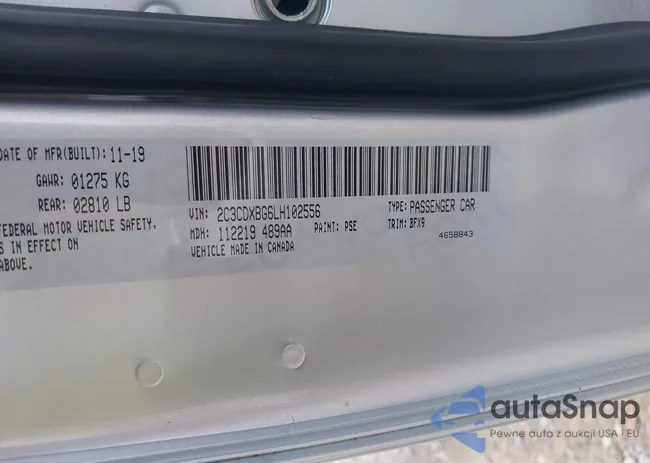 DATE OF MFR(BUILT): 11-19
GAWR: 01275 KG
REAR: 02810 LB
FEDERAL MOTOR VEHICLE SAFETY,
S IN EFFECT ON
ABOVE.
VIN: 2C3CDXBG6LH102556
TYPE: PASSENGER CAR
MDH: 112219 489AA
PAINT: PSE
TRIM: BFX9
VEHICLE MADE IN CANADA
4658843
autaSnap
Pewne auta z aukcji USA i EU